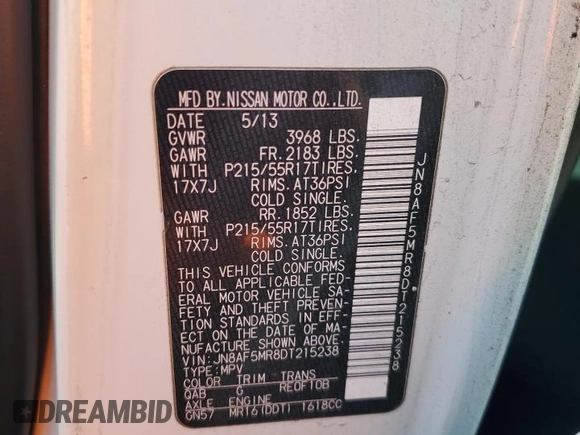 MFD BY.NISSAN MOTOR CO.,LTD.
DATE 5/13
GVWR 3968 LBS.
GAWR FR. 2183 LBS.
WITH P215/55R17TIRES.
17X7J RIMS.AT36PSI
COLD SINGLE.
GAWR RR. 1852 LBS.
WITH P215/55R17TIRES.
17X7J RIMS.AT36PSI
COLD SINGLE.
THIS VEHICLE CONFORMS
TO ALL APPLICABLE FED-
ERAL MOTOR VEHICLE SA-
FETY AND THEFT PREVEN-
TION STANDARDS IN EFF-
ECT ON THE DATE OF MA-
NUFACTURE SHOWN ABOVE.
VIN:JN8AF5MR8DT215238
TYPE:MPV
COLOR TRIM TRANS
QAB G RE0F10B
AXLE ENGINE
GN57 MR16(DDT) 1618CC
JN8AF5MR8DT215238
DREAMBID